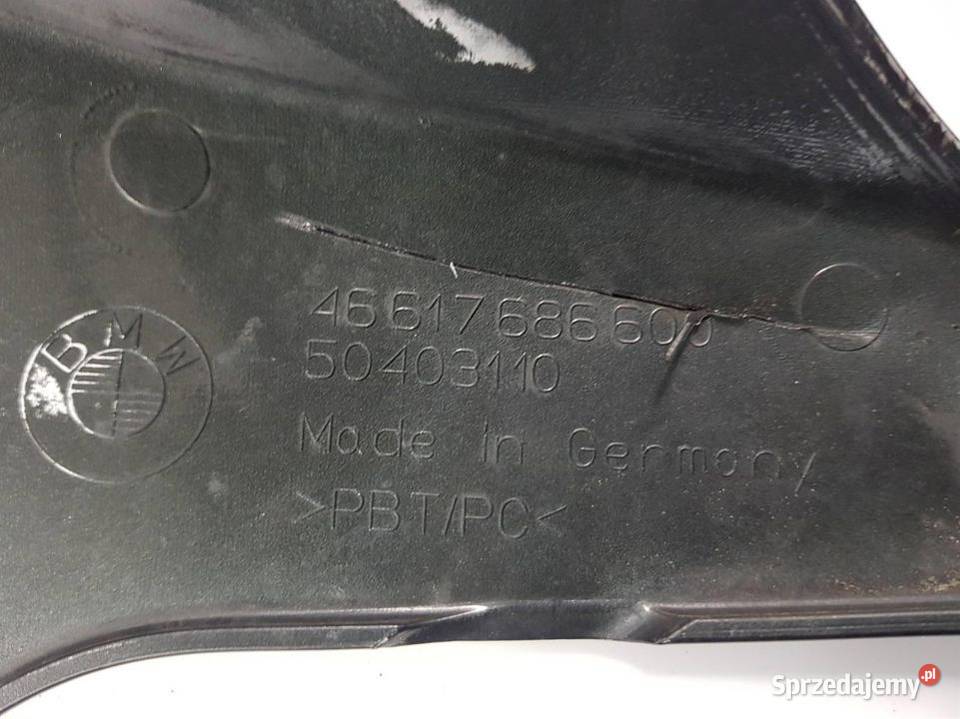 BMW
46 617 686 600
50403110
Made in Germany
>PBT/PC<
Sprzedajemy.pl